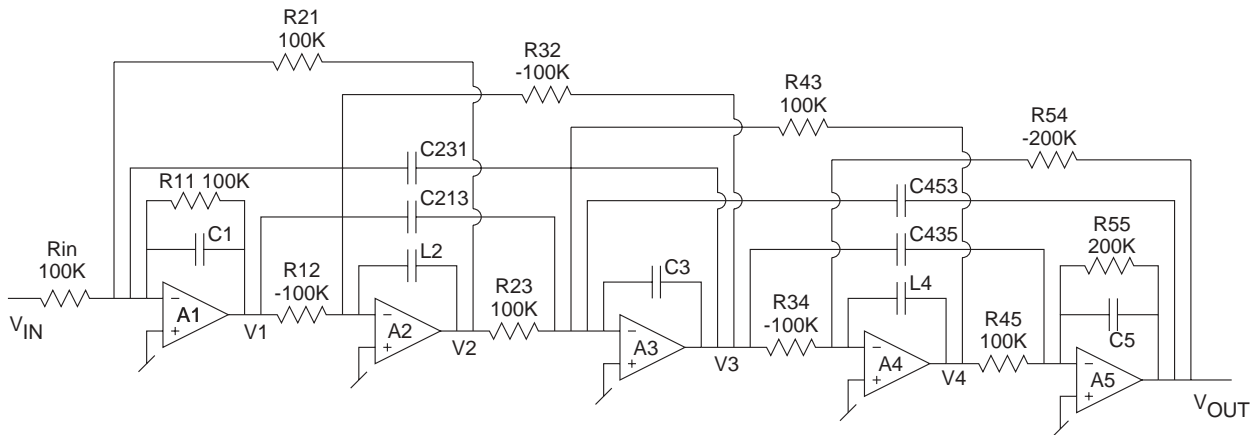 R21
100K
R32
-100K
R43
100K
R54
-200K
C231
R11 100K
C213
C453
C435
R55
200K
Rin
100K
C1
R12
-100K
L2
R23
100K
C3
R34
-100K
L4
R45
100K
C5
VIN
− + A1
V1
− + A2
V2
− + A3
V3
− + A4
V4
− + A5
VOUT